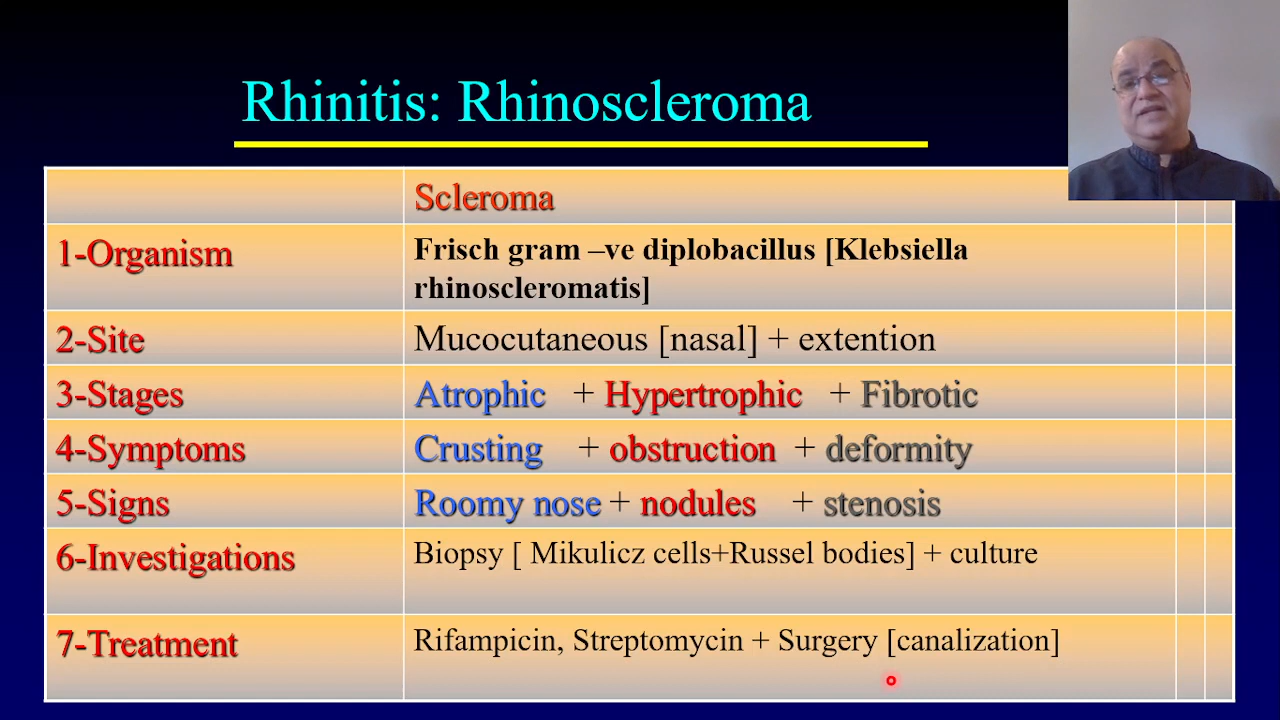 Rhinitis: Rhinoscleroma
Scleroma
1-Organism
Frisch gram –ve diplobacillus [Klebsiella
rhinoscleromatis]
2-Site
Mucocutaneous [nasal] + extention
3-Stages
Atrophic + Hypertrophic + Fibrotic
4-Symptoms
Crusting + obstruction + deformity
5-Signs
Roomy nose + nodules + stenosis
6-Investigations
Biopsy [ Mikulicz cells+Russel bodies] + culture
7-Treatment
Rifampicin, Streptomycin + Surgery [canalization]